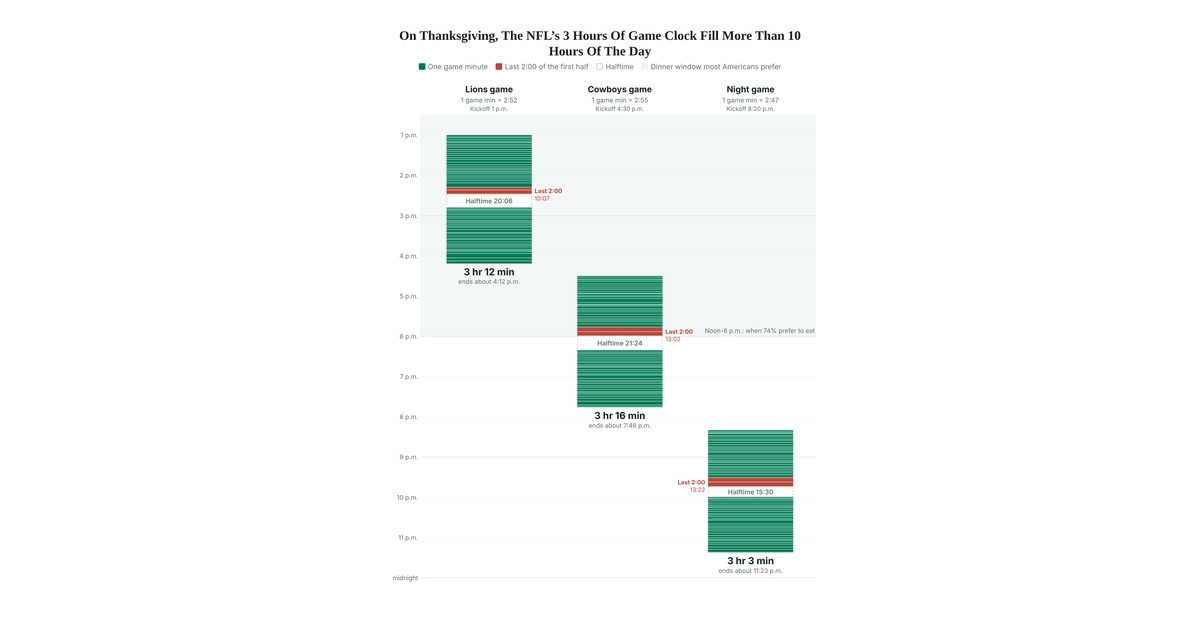 On Thanksgiving, The NFL’s 3 Hours Of Game Clock Fill More Than 10
Hours Of The Day
One game minute
Last 2:00 of the first half
Halftime
Dinner window most Americans prefer
Lions game
1 game min = 2:52
Kickoff 1 p.m.
Cowboys game
1 game min = 2:55
Kickoff 4:30 p.m.
Night game
1 game min = 2:47
Kickoff 8:20 p.m.
1 p.m.
2 p.m.
Last 2:00
10:07
Halftime 20:06
3 p.m.
4 p.m.
3 hr 12 min
ends about 4:12 p.m.
5 p.m.
Last 2:00
13:02
Noon-6 p.m.: when 74% prefer to eat
6 p.m.
Halftime 21:24
7 p.m.
8 p.m.
3 hr 16 min
ends about 7:46 p.m.
9 p.m.
Last 2:00
13:22
Halftime 15:30
10 p.m.
11 p.m.
3 hr 3 min
ends about 11:23 p.m.
midnight